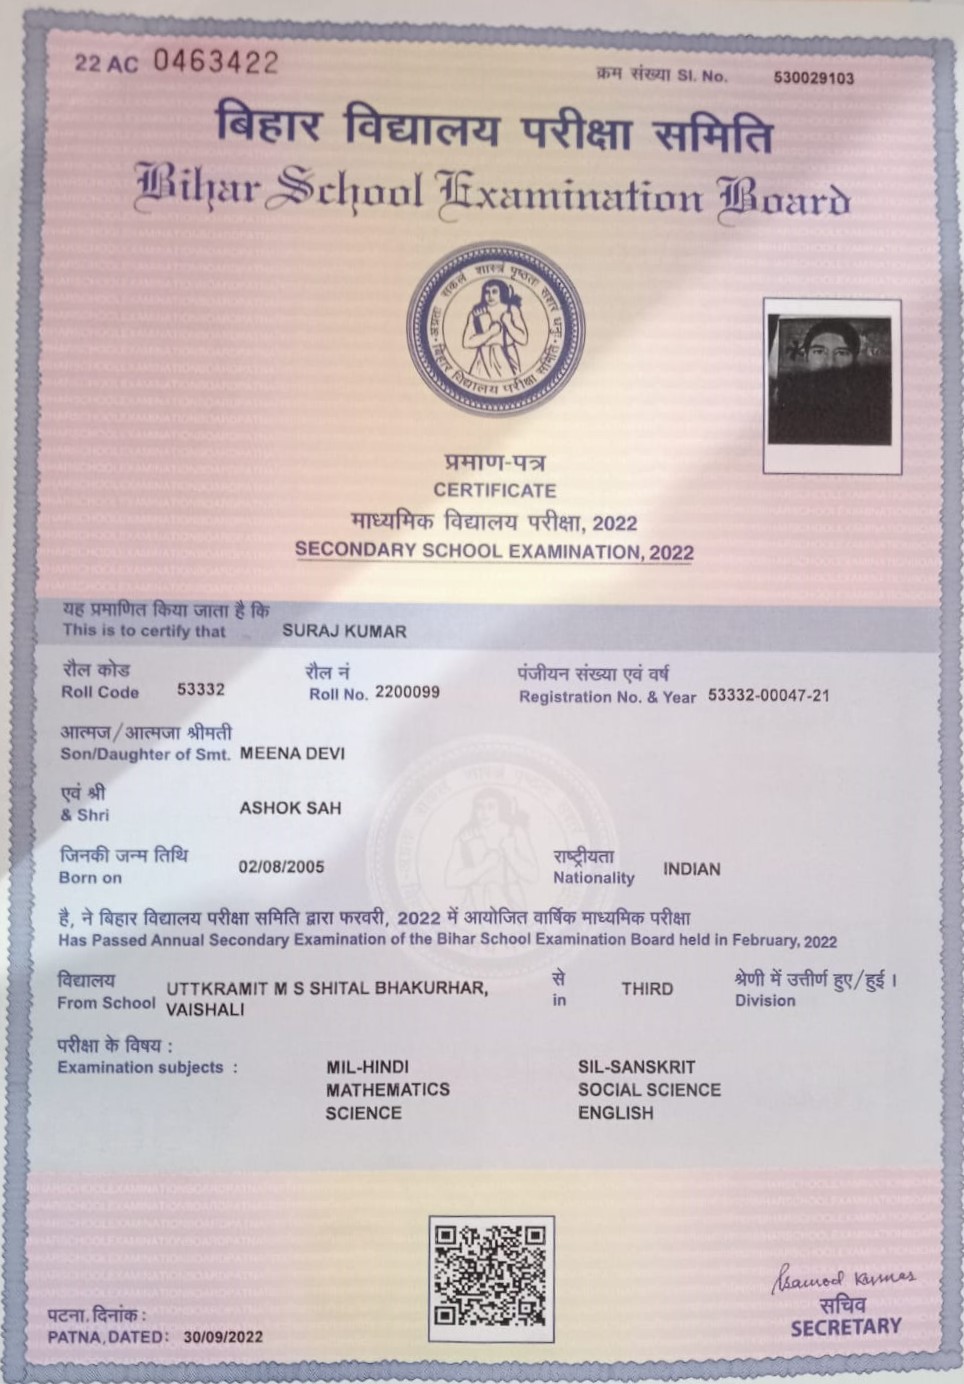 22 AC 0463422
क्रम संख्या Sl. No. 530029103
बिहार विद्यालय परीक्षा समिति
Bihar School Examination Board
बिहार विद्यालय परीक्षा समिति
प्रमाण-पत्र
CERTIFICATE
माध्यमिक विद्यालय परीक्षा, 2022
SECONDARY SCHOOL EXAMINATION, 2022
यह प्रमाणित किया जाता है कि
This is to certify that SURAJ KUMAR
रौल कोड रौल नं पंजीयन संख्या एवं वर्ष
Roll Code 53332 Roll No. 2200099 Registration No. & Year 53332-00047-21
आत्मज/आत्मजा श्रीमती
Son/Daughter of Smt. MEENA DEVI
एवं श्री
& Shri ASHOK SAH
जिनकी जन्म तिथि राष्ट्रीयता
Born on 02/08/2005 Nationality INDIAN
है, ने बिहार विद्यालय परीक्षा समिति द्वारा फरवरी, 2022 में आयोजित वार्षिक माध्यमिक परीक्षा
Has Passed Annual Secondary Examination of the Bihar School Examination Board held in February, 2022
विद्यालय UTTKRAMIT M S SHITAL BHAKURHAR, से THIRD श्रेणी में उत्तीर्ण हुए/हुई ।
From School VAISHALI in Division
परीक्षा के विषय :
Examination subjects : MIL-HINDI SIL-SANSKRIT
MATHEMATICS SOCIAL SCIENCE
SCIENCE ENGLISH
पटना, दिनांक :
PATNA, DATED: 30/09/2022
सचिव
SECRETARY